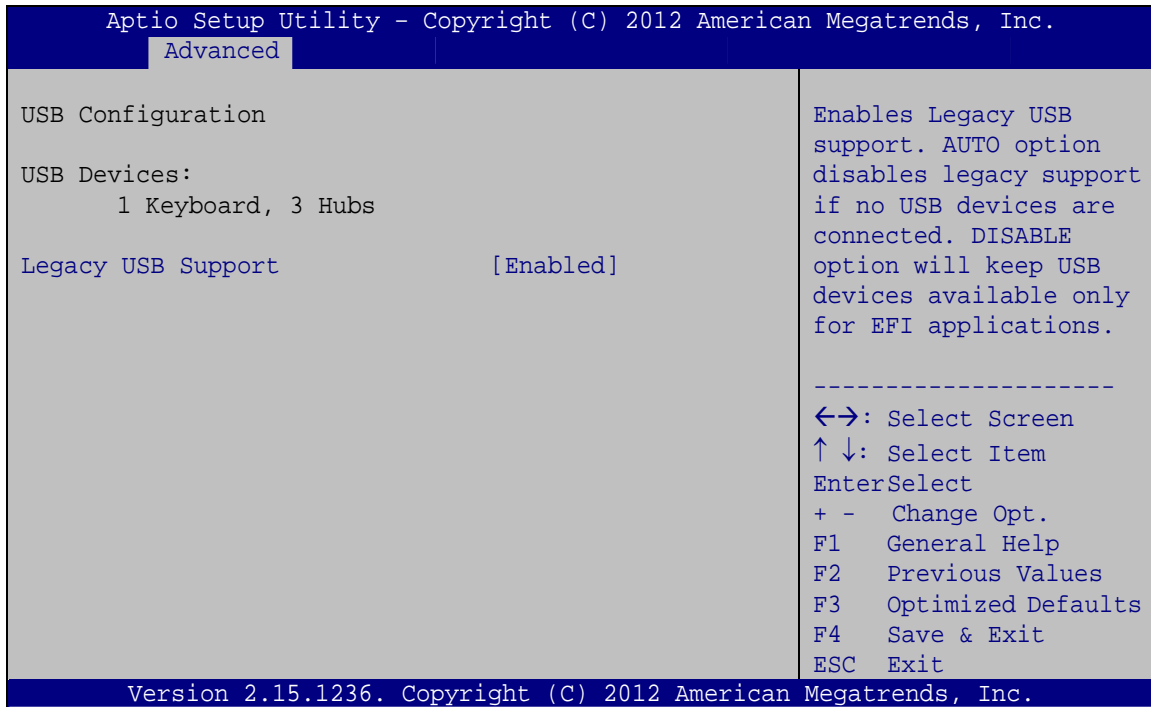 Aptio Setup Utility – Copyright (C) 2012 American Megatrends, Inc.
Advanced
USB Configuration
USB Devices:
1 Keyboard, 3 Hubs
Legacy USB Support [Enabled]
Enables Legacy USB
support. AUTO option
disables legacy support
if no USB devices are
connected. DISABLE
option will keep USB
devices available only
for EFI applications.
---------------------
←→: Select Screen
↑ ↓: Select Item
EnterSelect
+ - Change Opt.
F1 General Help
F2 Previous Values
F3 Optimized Defaults
F4 Save & Exit
ESC Exit
Version 2.15.1236. Copyright (C) 2012 American Megatrends, Inc.